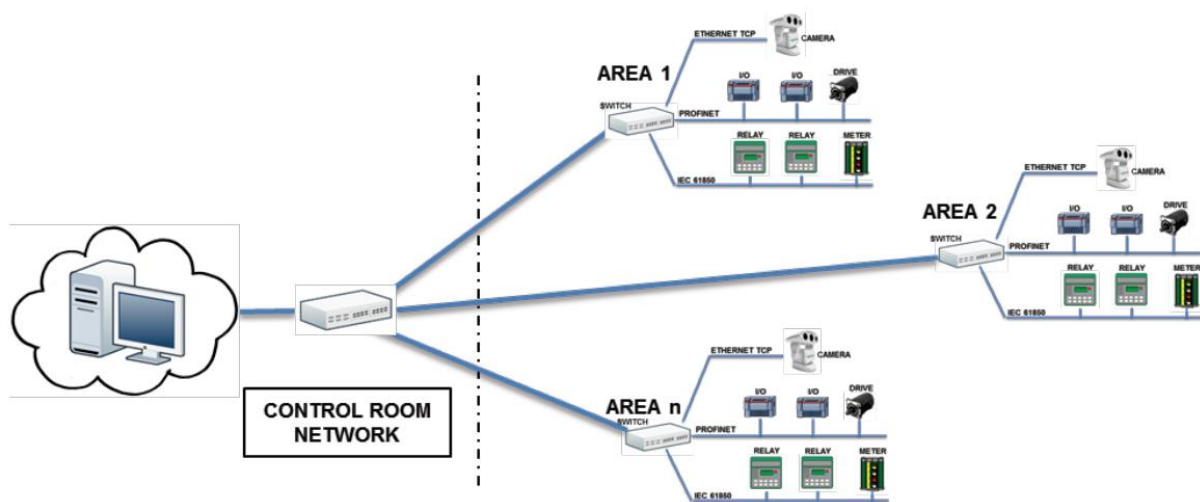 ETHERNET TCP
CAMERA
AREA 1
I/O
I/O
DRIVE
SWITCH
PROFINET
RELAY
RELAY
METER
IEC 61850
ETHERNET TCP
CAMERA
AREA 2
I/O
I/O
DRIVE
SWITCH
PROFINET
RELAY
RELAY
METER
IEC 61850
CONTROL ROOM
NETWORK
ETHERNET TCP
CAMERA
AREA n
I/O
I/O
DRIVE
SWITCH
PROFINET
RELAY
RELAY
METER
IEC 61850